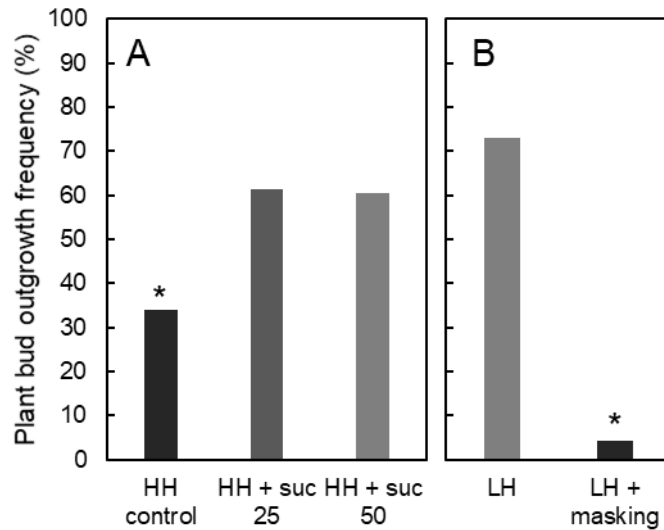 Plant bud outgrowth frequency (%)
100
90
80
70
60
50
40
30
20
10
0
A
*
HH
control
HH + suc
25
HH + suc
50
B
*
LH
LH +
masking